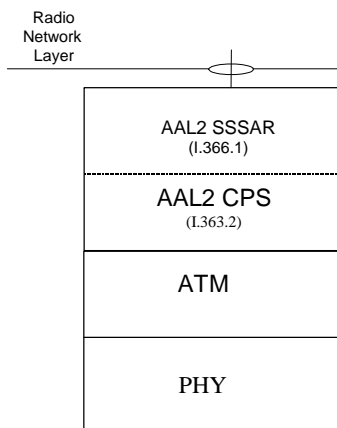 Radio
Network
Layer
AAL2 SSSAR
(I.366.1)
AAL2 CPS
(I.363.2)
ATM
PHY